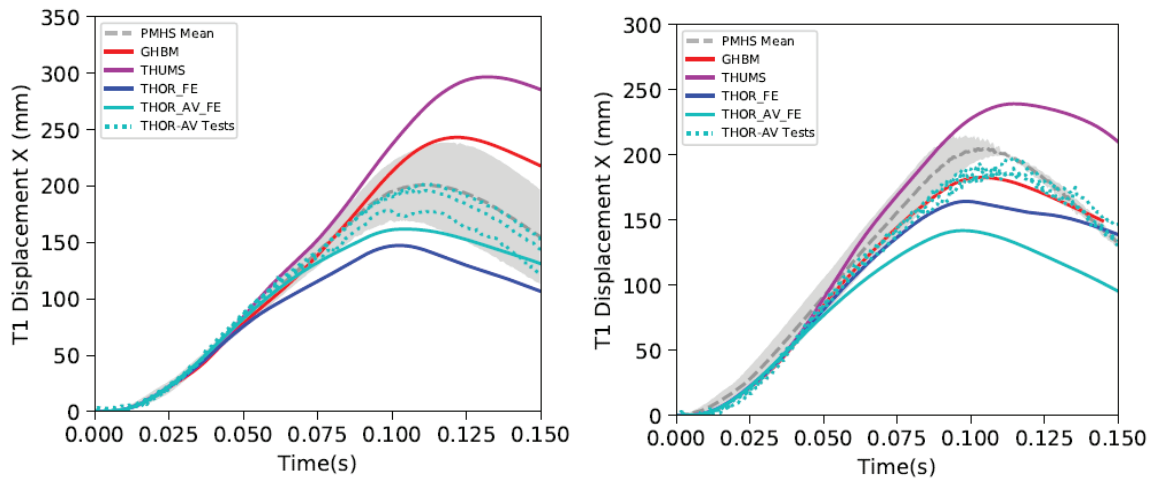 350
300
250
200
150
100
50
0
T1 Displacement X (mm)
PMHS Mean
GHBM
THUMS
THOR_FE
THOR_AV_FE
THOR-AV Tests
0.000 0.025 0.050 0.075 0.100 0.125 0.150
Time(s)
300
250
200
150
100
50
0
T1 Displacement X (mm)
PMHS Mean
GHBM
THUMS
THOR_FE
THOR_AV_FE
THOR-AV Tests
0.000 0.025 0.050 0.075 0.100 0.125 0.150
Time(s)